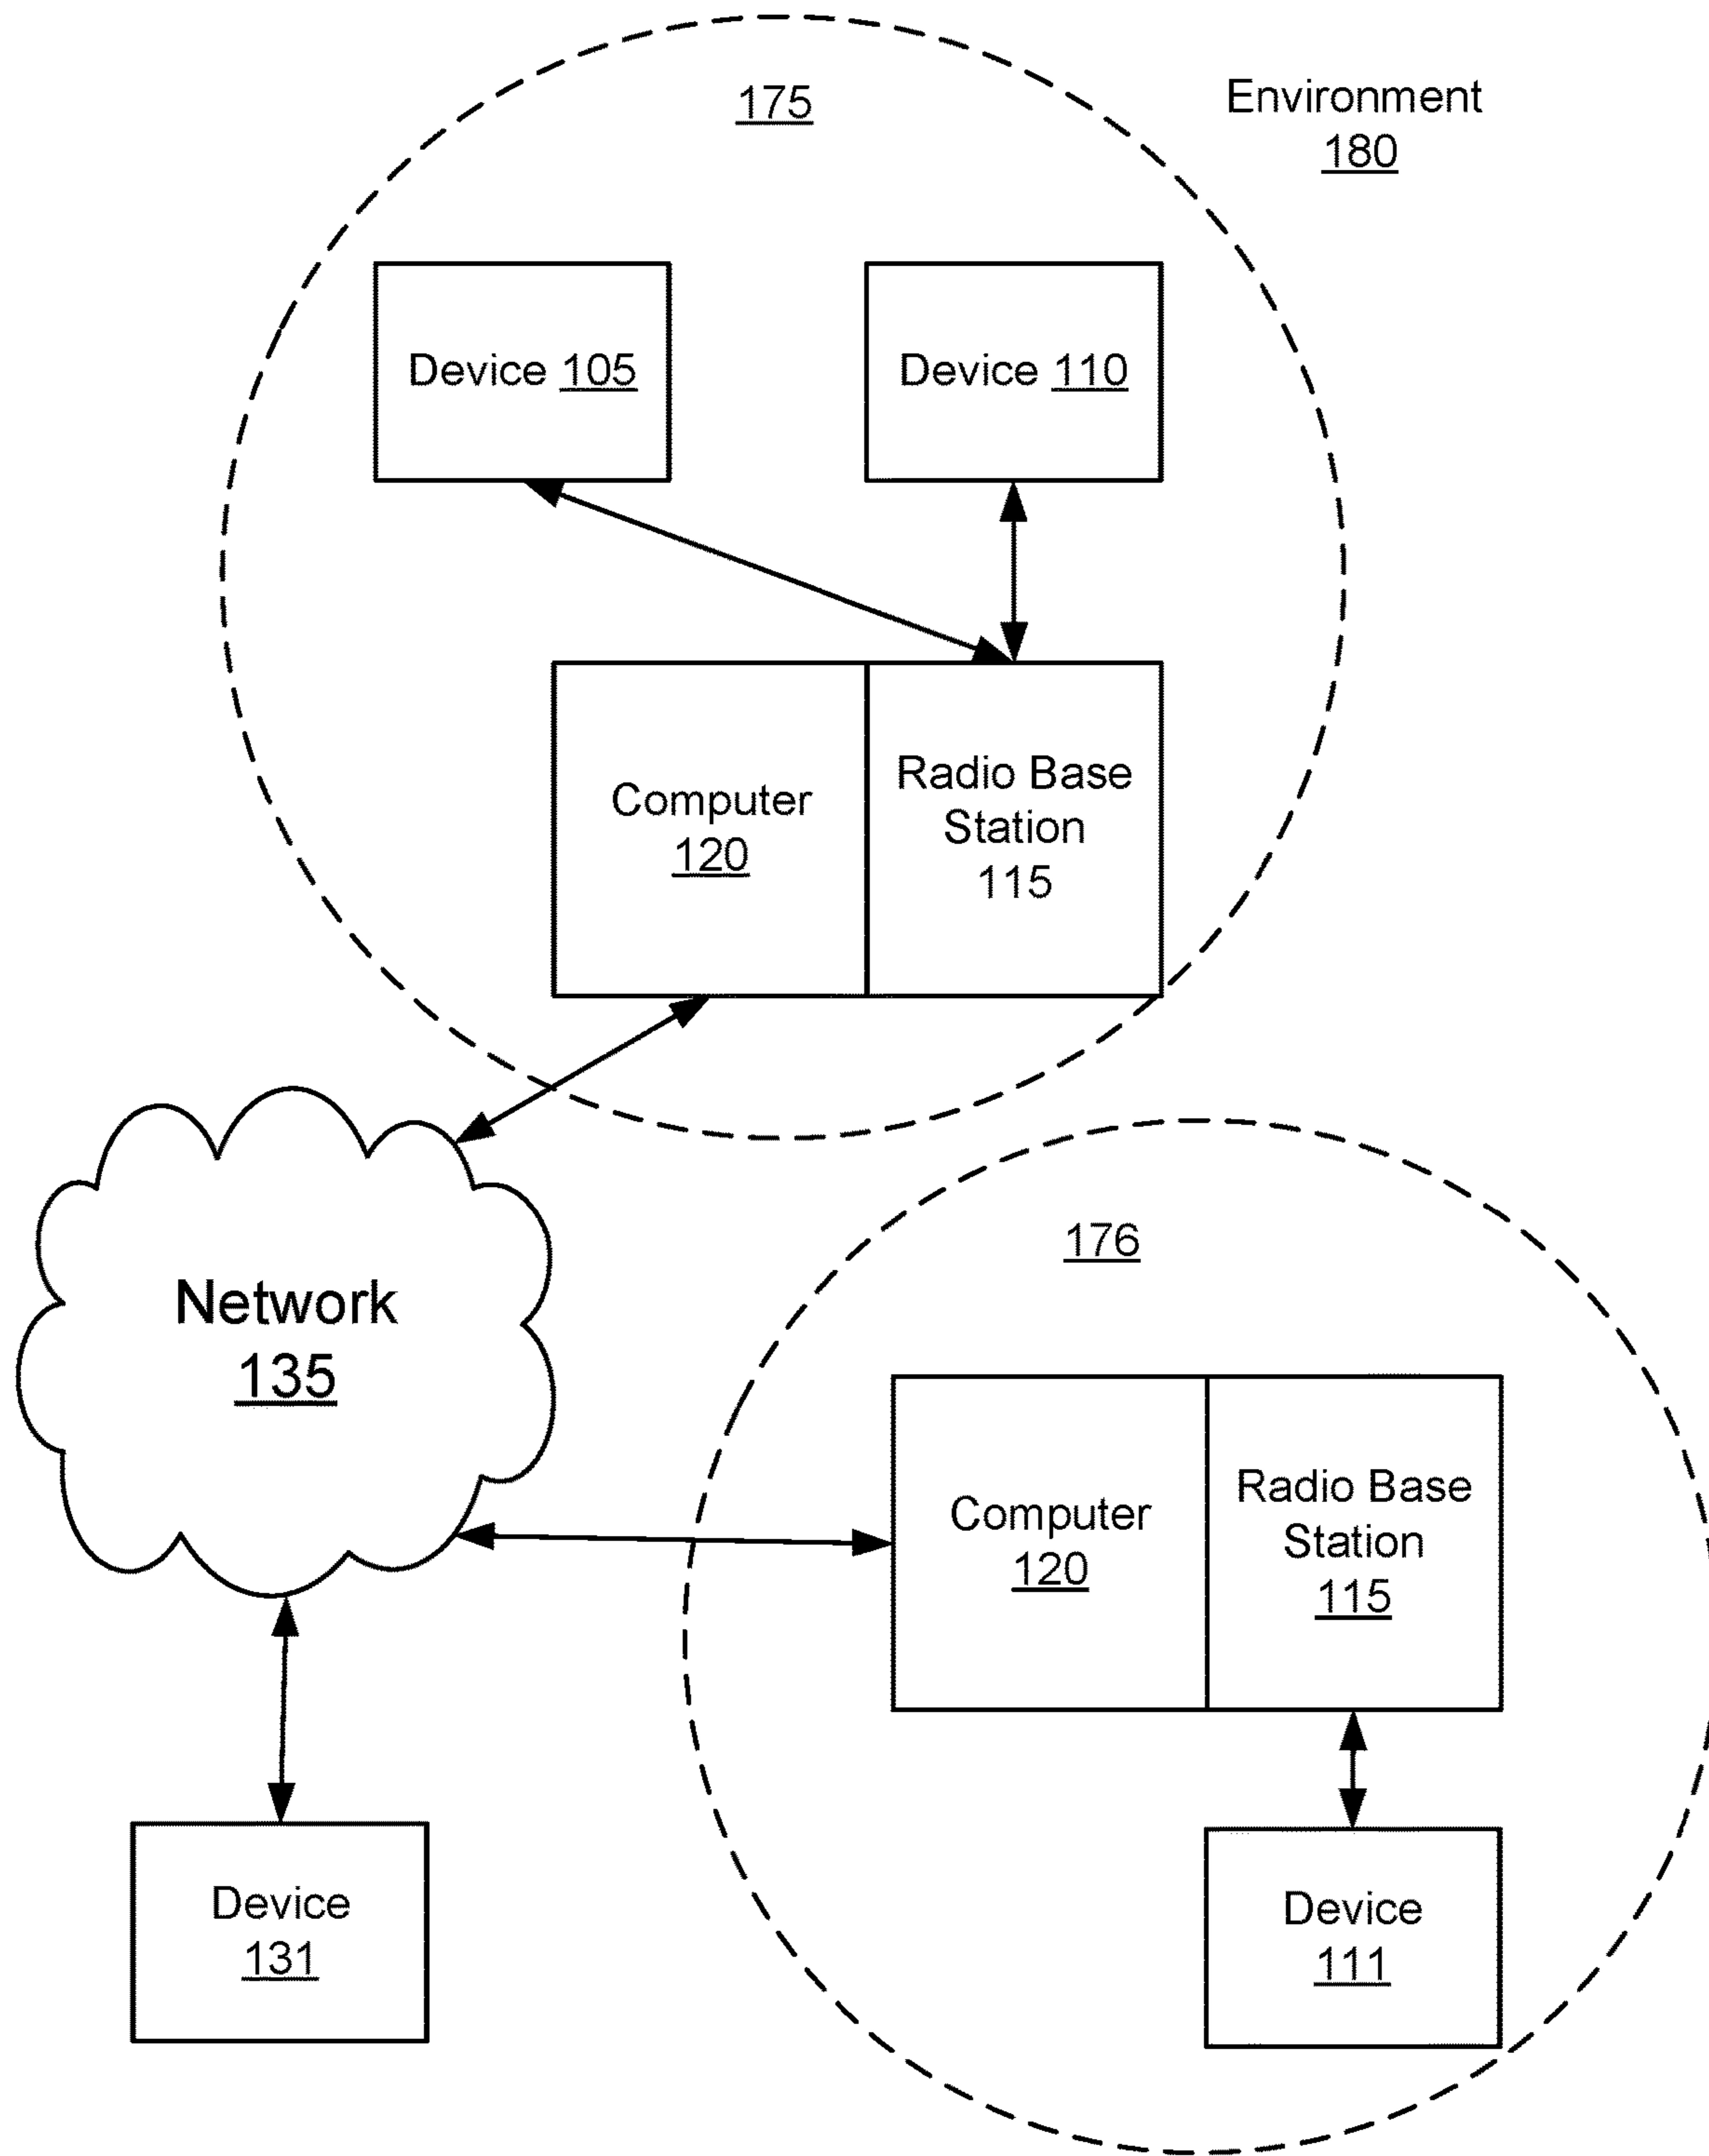 175
Environment
180
Device 105
Device 110
Computer
120
Radio Base
Station
115
Network
135
176
Computer
120
Radio Base
Station
115
Device
131
Device
111